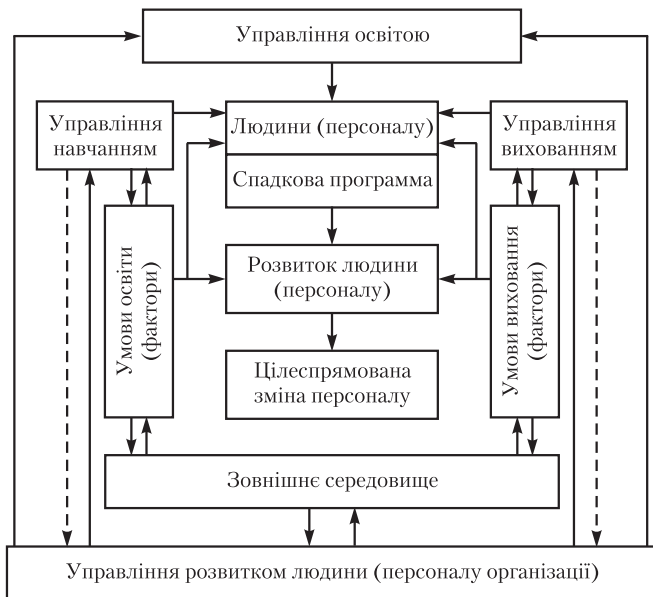 Управління освітою
Управління
навчанням
Людини (персоналу)
Управління
вихованням
Спадкова программа
Умови освіти
(фактори)
Розвиток людини
(персоналу)
Умови виховання
(фактори)
Цілеспрямована
зміна персоналу
Зовнішнє середовище
Управління розвитком людини (персоналу організації)